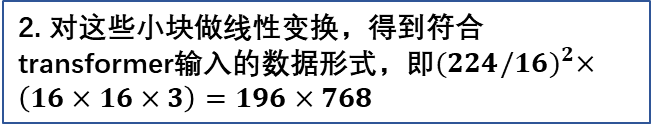 2. 对这些小块做线性变换，得到符合
transformer输入的数据形式，即(224/16)²×
(16 × 16 × 3) = 196 × 768